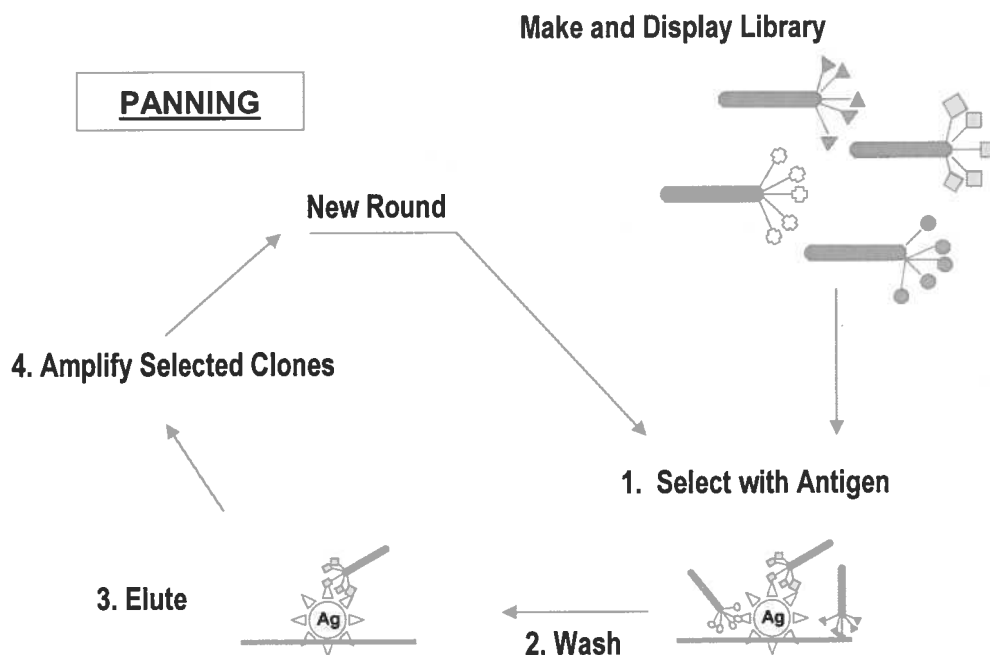 Make and Display Library
PANNING
New Round
4. Amplify Selected Clones
1. Select with Antigen
3. Elute
Ag
2. Wash
Ag